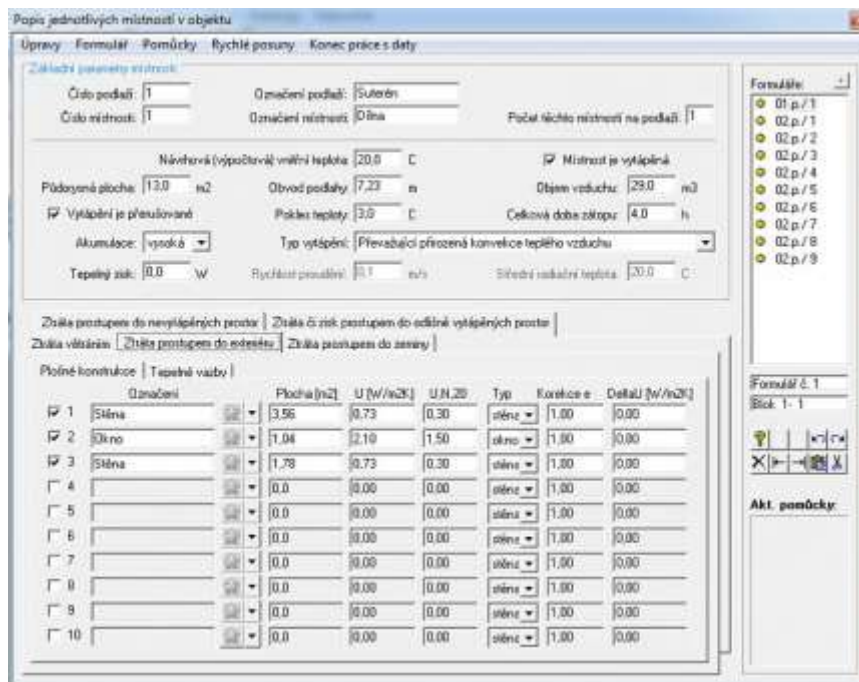 Popis jednotlivých místností v objektu
Úpravy Formulář Pomůcky Rychlé posuny Konec práce s daty
Základní parametry místnosti
Číslo podlaží: 1 Označení podlaží: Suterén
Číslo místnosti: 1 Označení místnosti: Dílna Počet těchto místností na podlaží: 1
Návrhová (výpočtová) vnitřní teplota: 20,0 C Místnost je vytápěná
Půdorysná plocha: 13,0 m2 Obvod podlahy: 7,23 m Objem vzduchu: 29,0 m3
Vytápění je přerušované Pokles teploty: 3,0 C Celková doba zátopu: 4,0 h
Akumulace: vysoká Typ vytápění: Převažující přirozená konvekce teplého vzduchu
Tepelný zisk: 0,0 W Rychlost proudění: 0,1 m/s Střední radiační teplota: 20,0 C
Ztráta prostupem do nevytápěných prostor Ztráta či zisk prostupem do odlišně vytápěných prostor
Ztráta větráním Ztráta prostupem do exteriéru Ztráta prostupem do zeminy
Plošné konstrukce Tepelné vazby
Označení Plocha [m2] U [W/m2K] U,N,20 Typ Korekce e DeltaU [W/m2K]
1 Stěna 3,56 0,73 0,30 stěna 1,00 0,00
2 Okno 1,04 2,10 1,50 okno 1,00 0,00
3 Stěna 1,78 0,73 0,30 stěna 1,00 0,00
4 0,0 0,00 0,00 stěna 1,00 0,00
5 0,0 0,00 0,00 stěna 1,00 0,00
6 0,0 0,00 0,00 stěna 1,00 0,00
7 0,0 0,00 0,00 stěna 1,00 0,00
8 0,0 0,00 0,00 stěna 1,00 0,00
9 0,0 0,00 0,00 stěna 1,00 0,00
10 0,0 0,00 0,00 stěna 1,00 0,00
Formuláře:
01.p./1
02.p./1
02.p./2
02.p./3
02.p./4
02.p./5
02.p./6
02.p./7
02.p./8
02.p./9
Formulář č. 1
Blok: 1- 1
Akt. pomůcky: